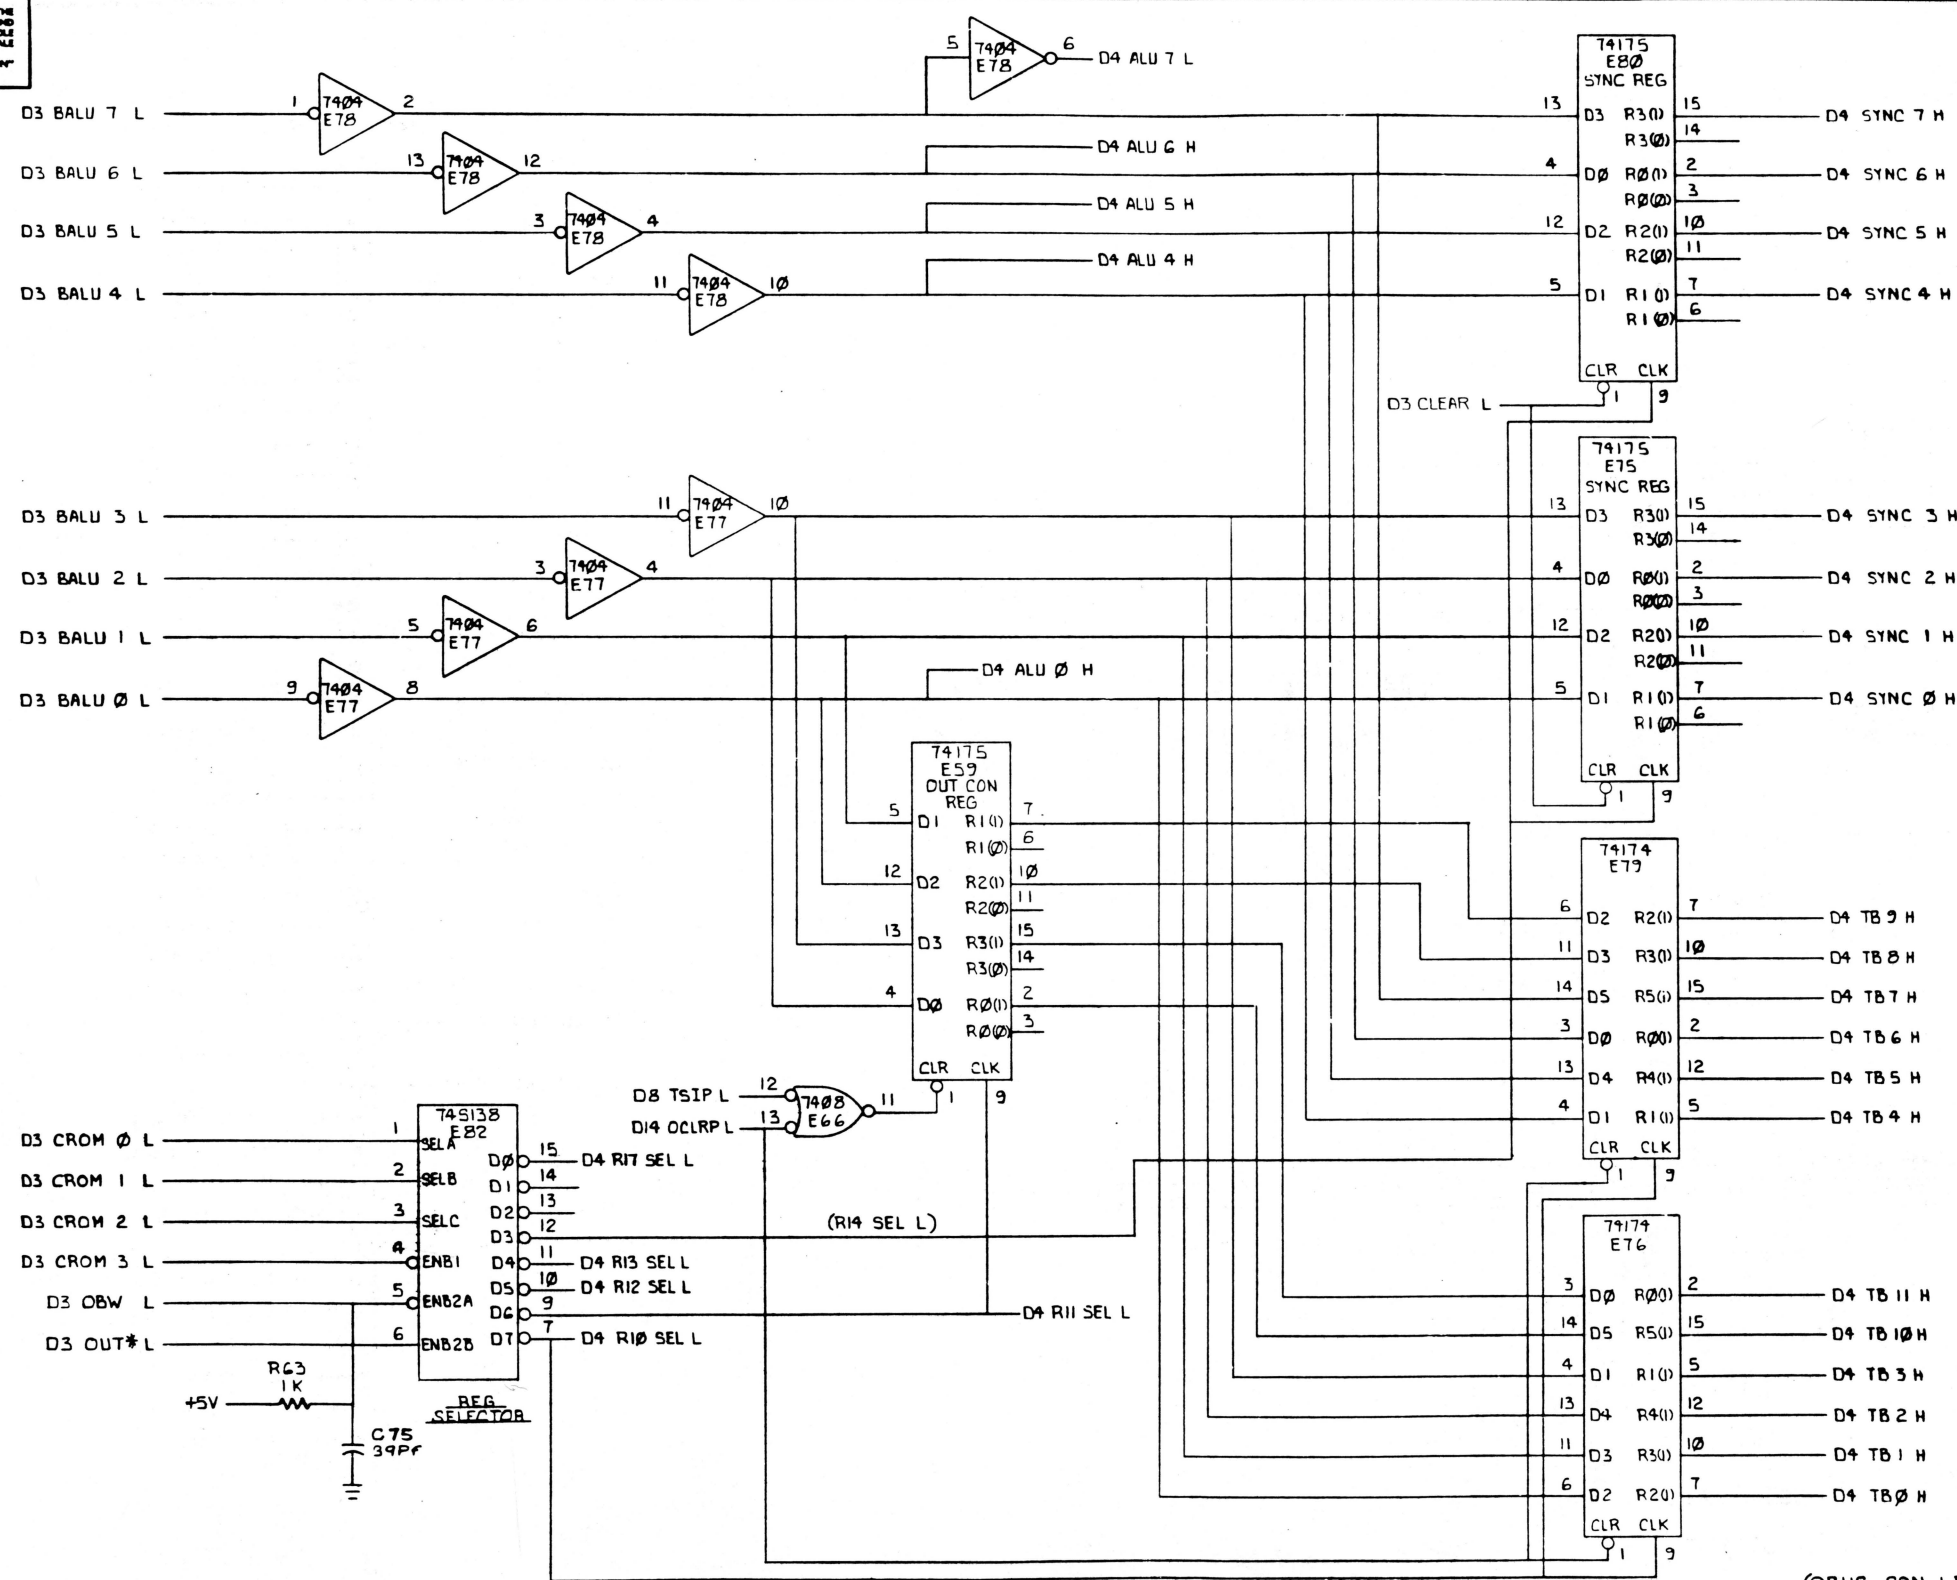 5 7404 E78 6 D4 ALU 7 L
D3 BALU 7 L 1 7404 E78 2
D3 BALU 6 L 13 7404 E78 12 D4 ALU 6 H
D3 BALU 5 L 3 7404 E78 4 D4 ALU 5 H
D3 BALU 4 L 11 7404 E78 10 D4 ALU 4 H
74175
E80
SYNC REG
13 D3 R3(1) 15 D4 SYNC 7 H
R3(0) 14
4 D0 R0(1) 2 D4 SYNC 6 H
R0(0) 3
12 D2 R2(1) 10 D4 SYNC 5 H
R2(0) 11
5 D1 R1(1) 7 D4 SYNC 4 H
R1(0) 6
CLR CLK
D3 CLEAR L 1 9
D3 BALU 3 L 11 7404 E77 10
D3 BALU 2 L 3 7404 E77 4
D3 BALU 1 L 5 7404 E77 6
D3 BALU 0 L 9 7404 E77 8 D4 ALU 0 H
74175
E75
SYNC REG
13 D3 R3(1) 15 D4 SYNC 3 H
R3(0) 14
4 D0 R0(1) 2 D4 SYNC 2 H
R0(0) 3
12 D2 R2(1) 10 D4 SYNC 1 H
R2(0) 11
5 D1 R1(1) 7 D4 SYNC 0 H
R1(0) 6
CLR CLK
1 9
74175
E59
OUT CON
REG
5 D1 R1(1) 7
R1(0) 6
12 D2 R2(1) 10
R2(0) 11
13 D3 R3(1) 15
R3(0) 14
4 D0 R0(1) 2
R0(0) 3
CLR CLK
1 9
74174
E79
6 D2 R2(1) 7 D4 TB 9 H
11 D3 R3(1) 10 D4 TB 8 H
14 D5 R5(1) 15 D4 TB 7 H
3 D0 R0(1) 2 D4 TB 6 H
13 D4 R4(1) 12 D4 TB 5 H
4 D1 R1(1) 5 D4 TB 4 H
CLR CLK
1 9
D8 TSIP L 12
7408 E66 11
D14 OCLRP L 13
74S138
E82
D3 CROM 0 L 1 SELA
D3 CROM 1 L 2 SELB
D3 CROM 2 L 3 SELC
D3 CROM 3 L 4 ENB1
D3 OBW L 5 ENB2A
D3 OUT* L 6 ENB2B
D0 15 D4 R17 SEL L
D1 14
D2 13
D3 12 (R14 SEL L)
D4 11 D4 R13 SEL L
D5 10 D4 R12 SEL L
D6 9 D4 R11 SEL L
D7 7 D4 R10 SEL L
REG
SELECTOR
R63
1K
+5V
C75
39PF
74174
E76
3 D0 R0(1) 2 D4 TB 11 H
14 D5 R5(1) 15 D4 TB 10 H
4 D1 R1(1) 5 D4 TB 3 H
13 D4 R4(1) 12 D4 TB 2 H
11 D3 R3(1) 10 D4 TB 1 H
6 D2 R2(1) 7 D4 TB 0 H
CLR CLK
1 9